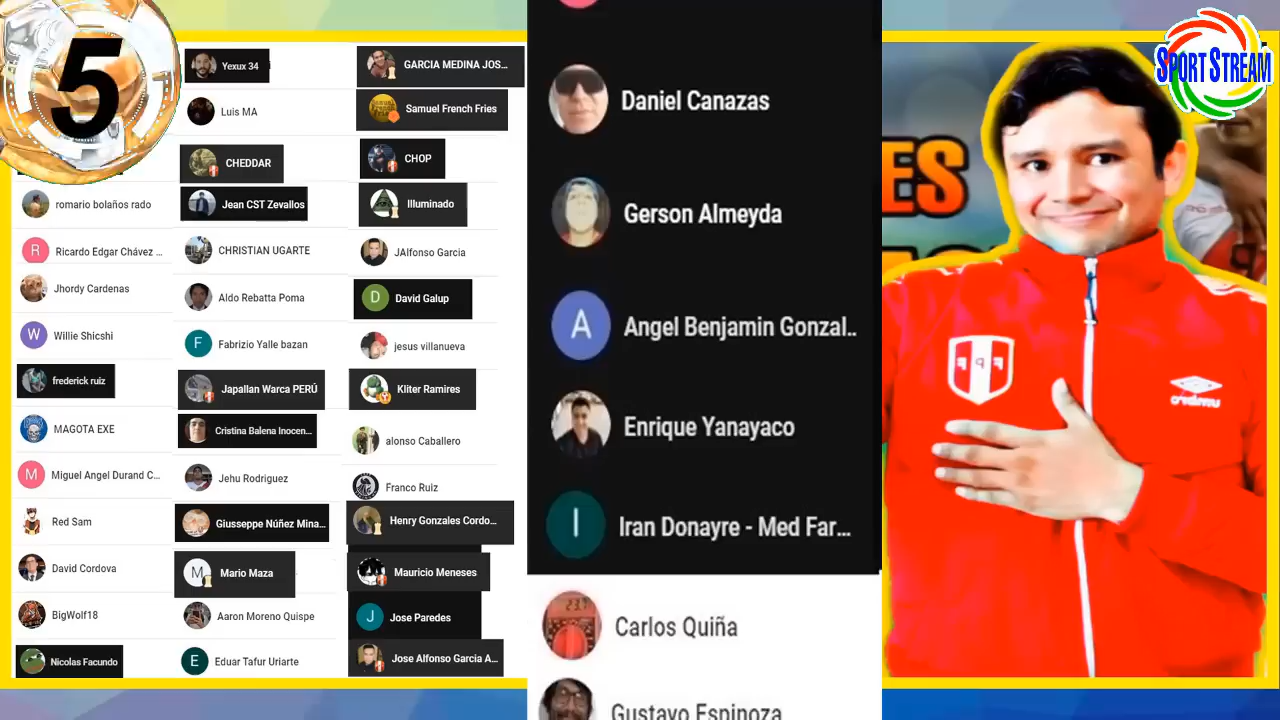 5
romario bolaños rado
Ricardo Edgar Chávez ...
R
Jhordy Cardenas
W
Willie Shicshi
frederick ruiz
MAGOTA EXE
M
Miguel Angel Durand C...
Red Sam
David Cordova
BigWolf18
Nicolas Facundo
Yexux 34
Luis MA
CHEDDAR
Jean CST Zevallos
CHRISTIAN UGARTE
Aldo Rebatta Poma
F
Fabrizio Yalle bazan
Japallan Warca PERÚ
Cristina Balena Inocen...
Jehu Rodriguez
Giusseppe Núñez Mina...
M
Mario Maza
Aaron Moreno Quispe
E
Eduar Tafur Uriarte
GARCIA MEDINA JOS...
Samuel French Fries
CHOP
Illuminado
JAlfonso Garcia
D
David Galup
jesus villanueva
Kliter Ramires
alonso Caballero
Franco Ruiz
Henry Gonzales Cordo...
Mauricio Meneses
J
Jose Paredes
Jose Alfonso Garcia A...
Daniel Canazas
Gerson Almeyda
A
Angel Benjamin Gonzal..
Enrique Yanayaco
I
Iran Donayre - Med Far...
Carlos Quiña
Gustavo Espinoza
SPORT STREAM
ES